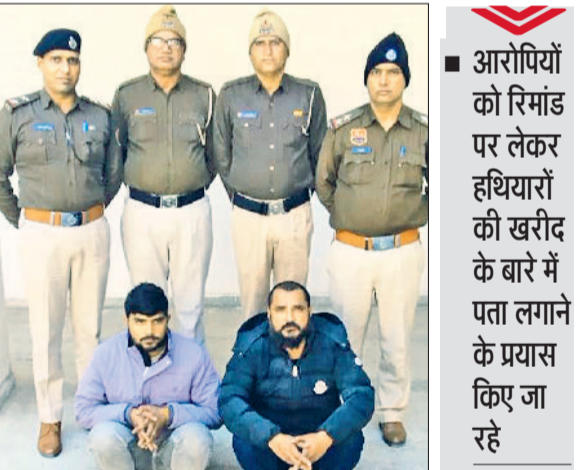 ■ आरोपियों
को रिमांड
पर लेकर
हथियारों
की खरीद
के बारे में
पता लगाने
के प्रयास
किए जा
रहे